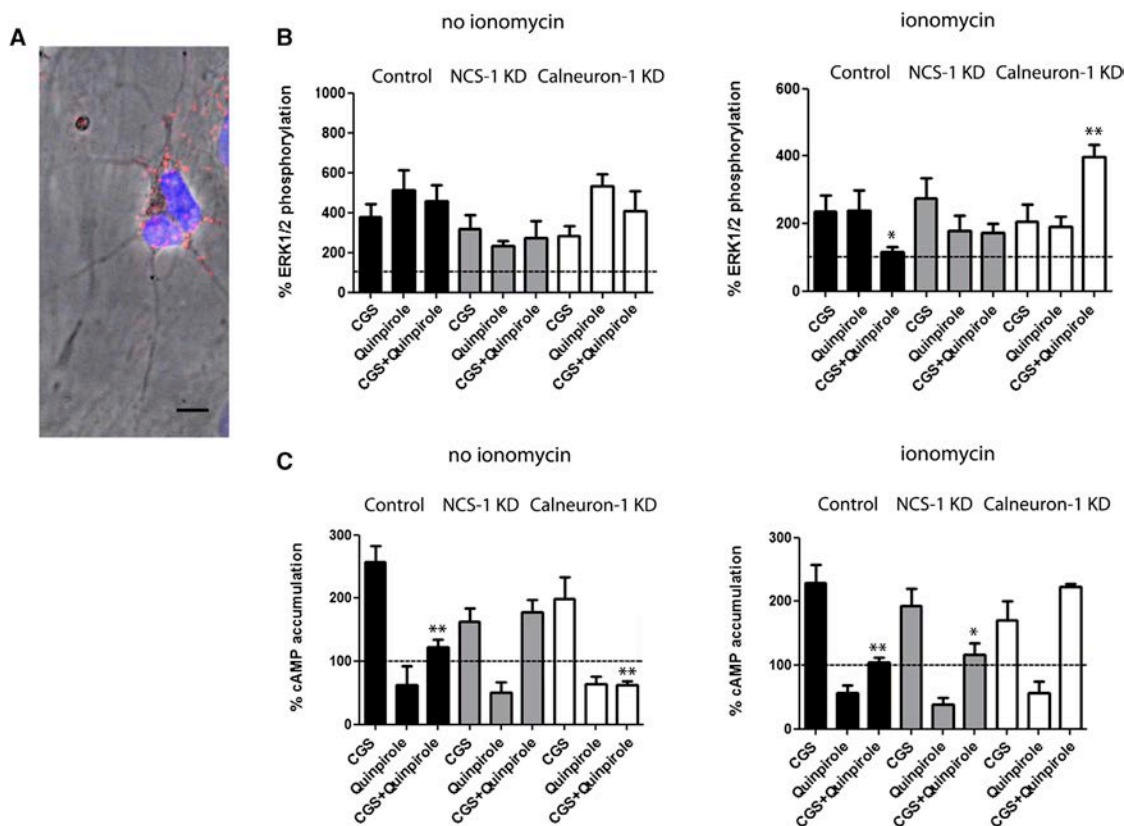 A
B
no ionomycin
Control NCS-1 KD Calneuron-1 KD
% ERK1/2 phosphorylation
1000
800
600
400
200
0
CGS
Quinpirole
CGS+Quinpirole
CGS
Quinpirole
CGS+Quinpirole
CGS
Quinpirole
CGS+Quinpirole
ionomycin
Control NCS-1 KD Calneuron-1 KD
% ERK1/2 phosphorylation
600
400
200
0
*
**
CGS
Quinpirole
CGS+Quinpirole
CGS
Quinpirole
CGS+Quinpirole
CGS
Quinpirole
CGS+Quinpirole
C
no ionomycin
Control NCS-1 KD Calneuron-1 KD
% cAMP accumulation
300
200
100
0
**
**
CGS
Quinpirole
CGS+Quinpirole
CGS
Quinpirole
CGS+Quinpirole
CGS
Quinpirole
CGS+Quinpirole
ionomycin
Control NCS-1 KD Calneuron-1 KD
% cAMP accumulation
300
200
100
0
**
*
CGS
Quinpirole
CGS+Quinpirole
CGS
Quinpirole
CGS+Quinpirole
CGS
Quinpirole
CGS+Quinpirole